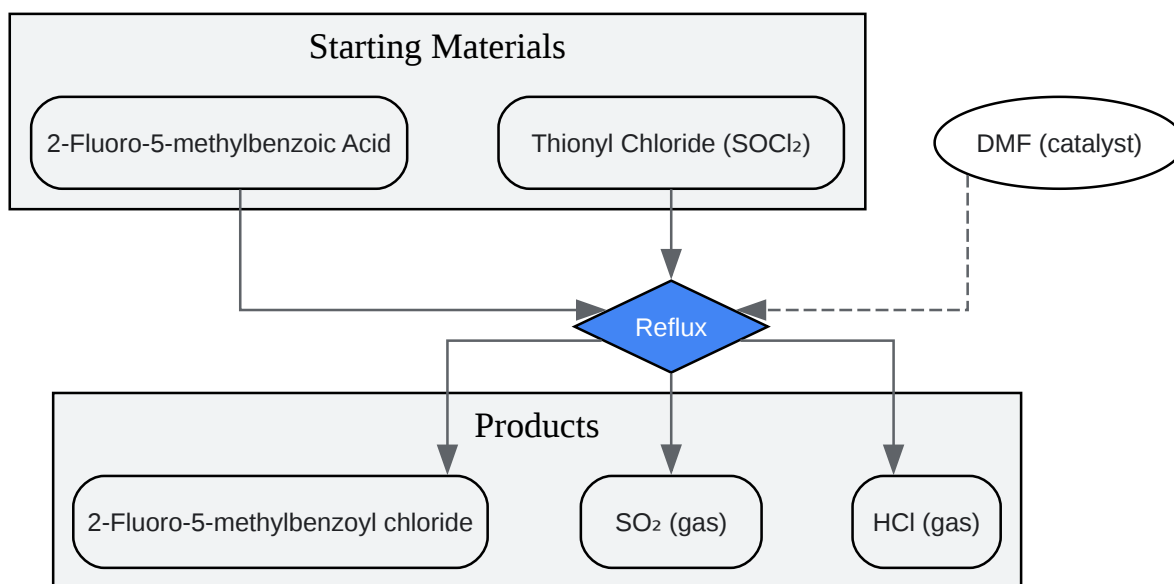 Starting Materials
2-Fluoro-5-methylbenzoic Acid
Thionyl Chloride (SOCl₂)
DMF (catalyst)
Reflux
Products
2-Fluoro-5-methylbenzoyl chloride
SO₂ (gas)
HCl (gas)